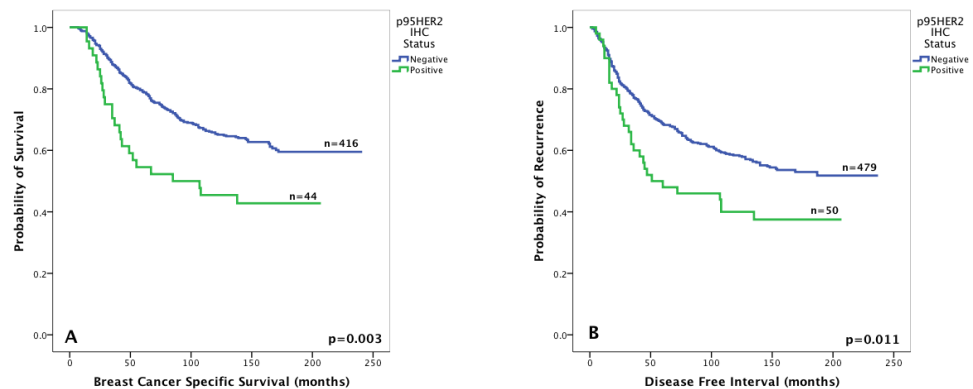 p95HER2
IHC
Status
Negative
Positive
Probability of Survival
1.0
0.8
0.6
0.4
0.2
0.0
n=416
n=44
A
p=0.003
0 50 100 150 200 250
Breast Cancer Specific Survival (months)
p95HER2
IHC
Status
Negative
Positive
Probability of Recurrence
1.0
0.8
0.6
0.4
0.2
0.0
n=479
n=50
B
p=0.011
0 50 100 150 200 250
Disease Free Interval (months)